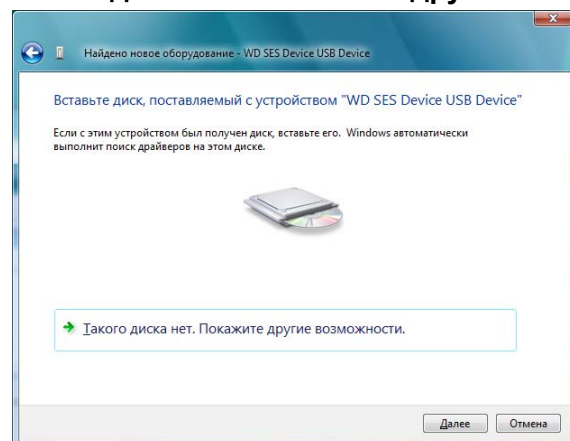 Найдено новое оборудование - WD SES Device USB Device
Вставьте диск, поставляемый с устройством "WD SES Device USB Device"
Если с этим устройством был получен диск, вставьте его. Windows автоматически
выполнит поиск драйверов на этом диске.
Такого диска нет. Покажите другие возможности.
Далее
Отмена